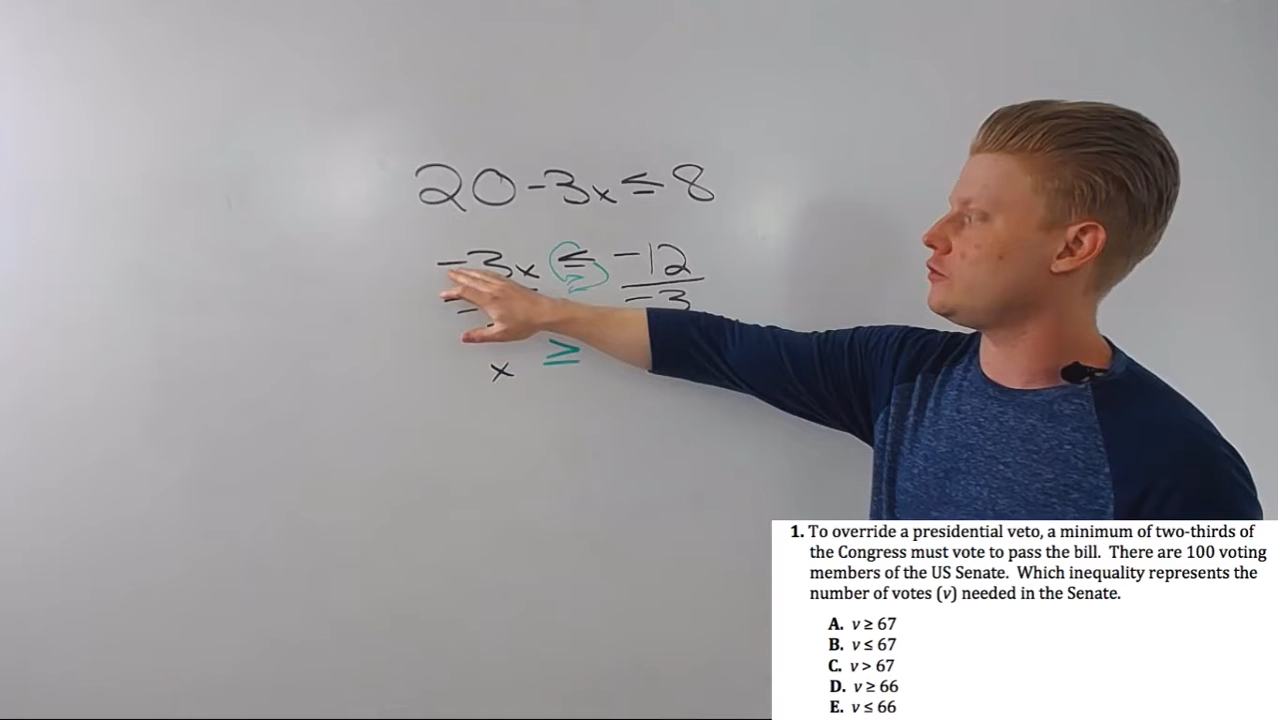 20-3x≤8
-3x ≤ -12
-3
x ≥
1. To override a presidential veto, a minimum of two-thirds of
the Congress must vote to pass the bill. There are 100 voting
members of the US Senate. Which inequality represents the
number of votes (v) needed in the Senate.
A. v ≥ 67
B. v ≤ 67
C. v > 67
D. v ≥ 66
E. v ≤ 66